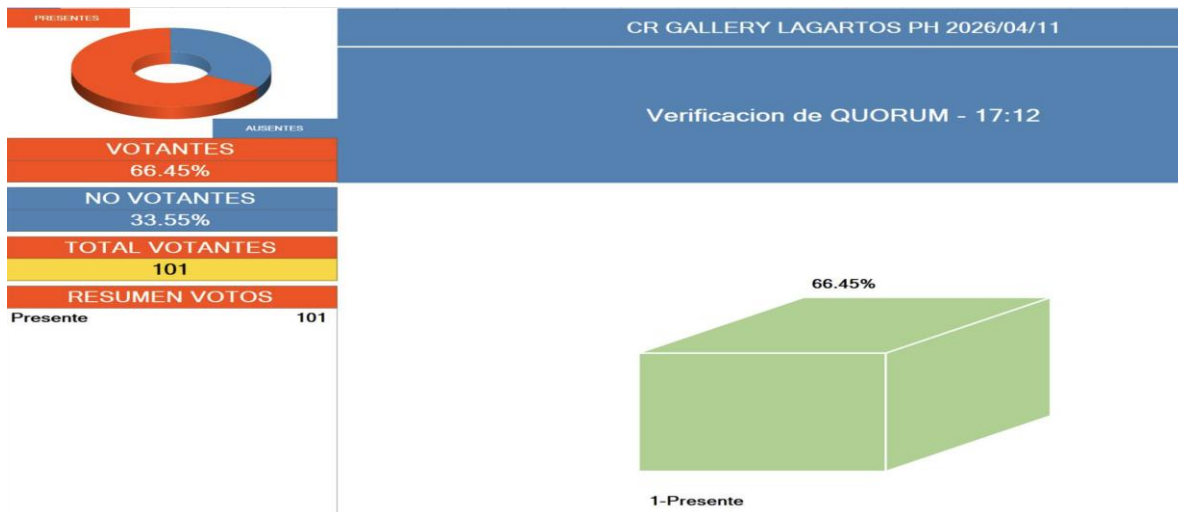 PRESENTES
AUSENTES
VOTANTES
66.45%
NO VOTANTES
33.55%
TOTAL VOTANTES
101
RESUMEN VOTOS
Presente 101
CR GALLERY LAGARTOS PH 2026/04/11
Verificacion de QUORUM - 17:12
66.45%
1-Presente